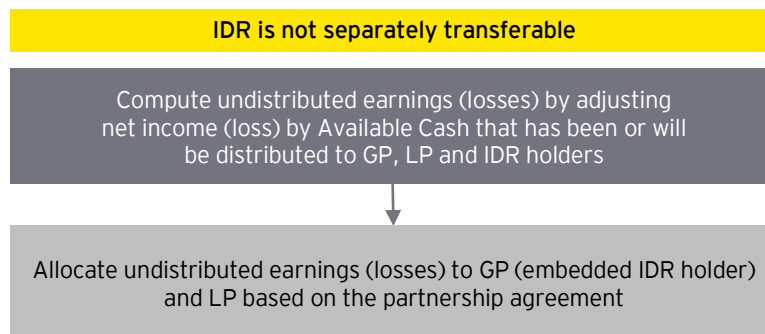 IDR is not separately transferable
Compute undistributed earnings (losses) by adjusting
net income (loss) by Available Cash that has been or will
be distributed to GP, LP and IDR holders
Allocate undistributed earnings (losses) to GP (embedded IDR holder)
and LP based on the partnership agreement